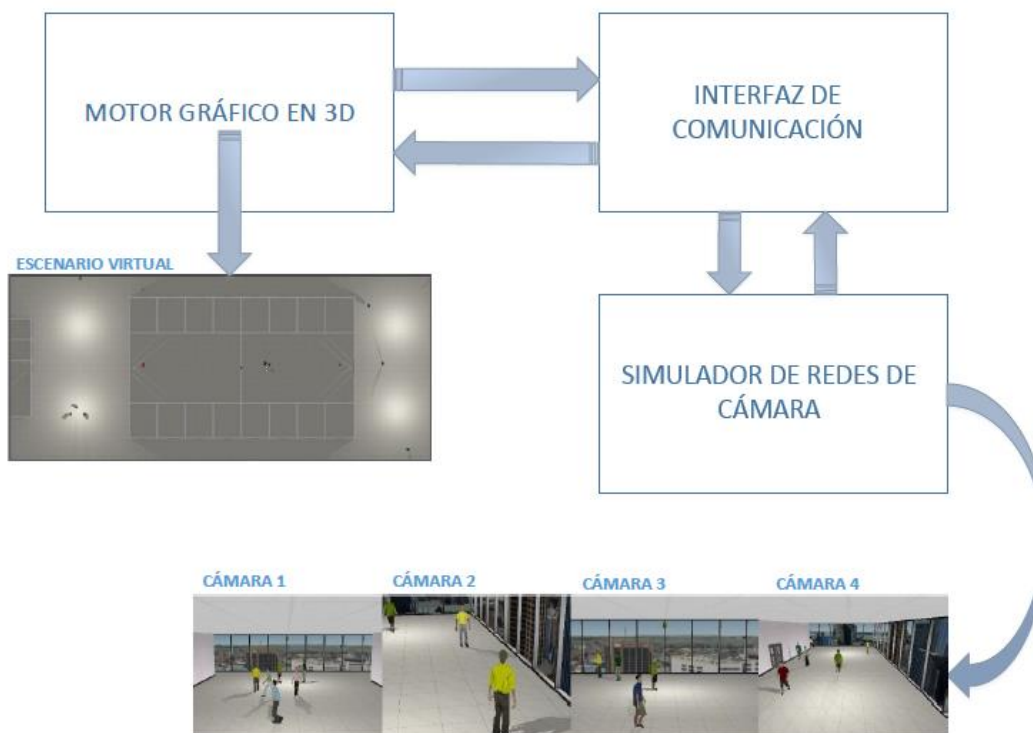 MOTOR GRÁFICO EN 3D
INTERFAZ DE
COMUNICACIÓN
ESCENARIO VIRTUAL
SIMULADOR DE REDES DE
CÁMARA
CÁMARA 1
CÁMARA 2
CÁMARA 3
CÁMARA 4